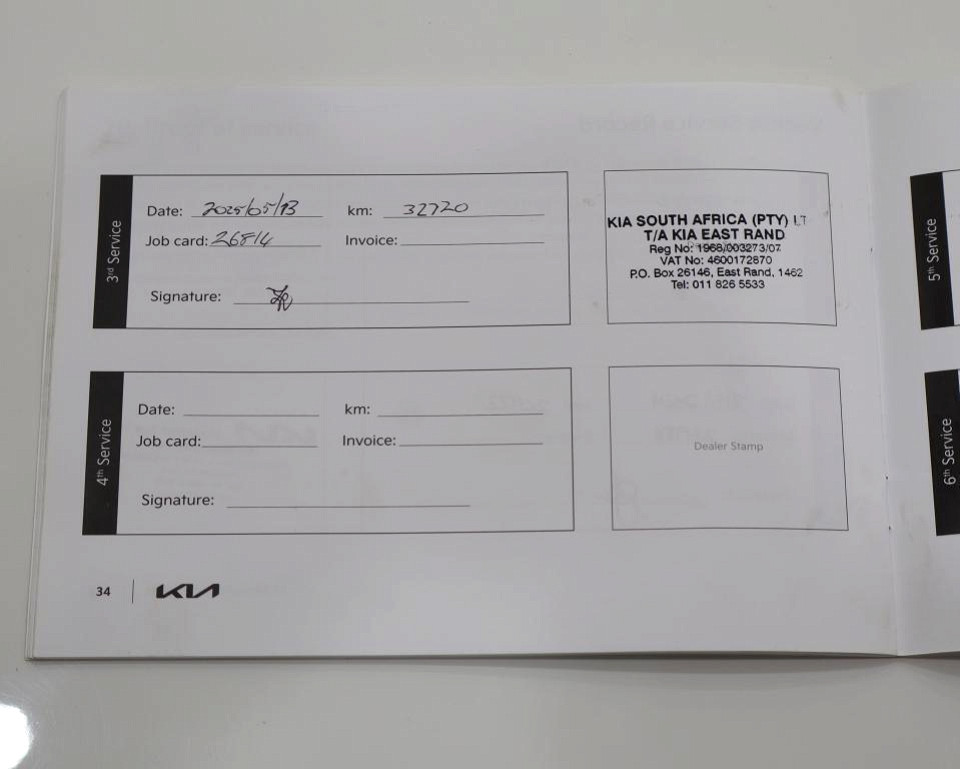 3rd Service
Date: 2025/05/13 km: 32720
Job card: 26814 Invoice:
Signature:
KIA SOUTH AFRICA (PTY) LT
T/A KIA EAST RAND
Reg No: 1968/003273/07
VAT No: 4600172870
P.O. Box 26146, East Rand, 1462
Tel: 011 826 5533
4th Service
Date: km:
Job card: Invoice:
Signature:
Dealer Stamp
34 KIA
5th Service
6th Service